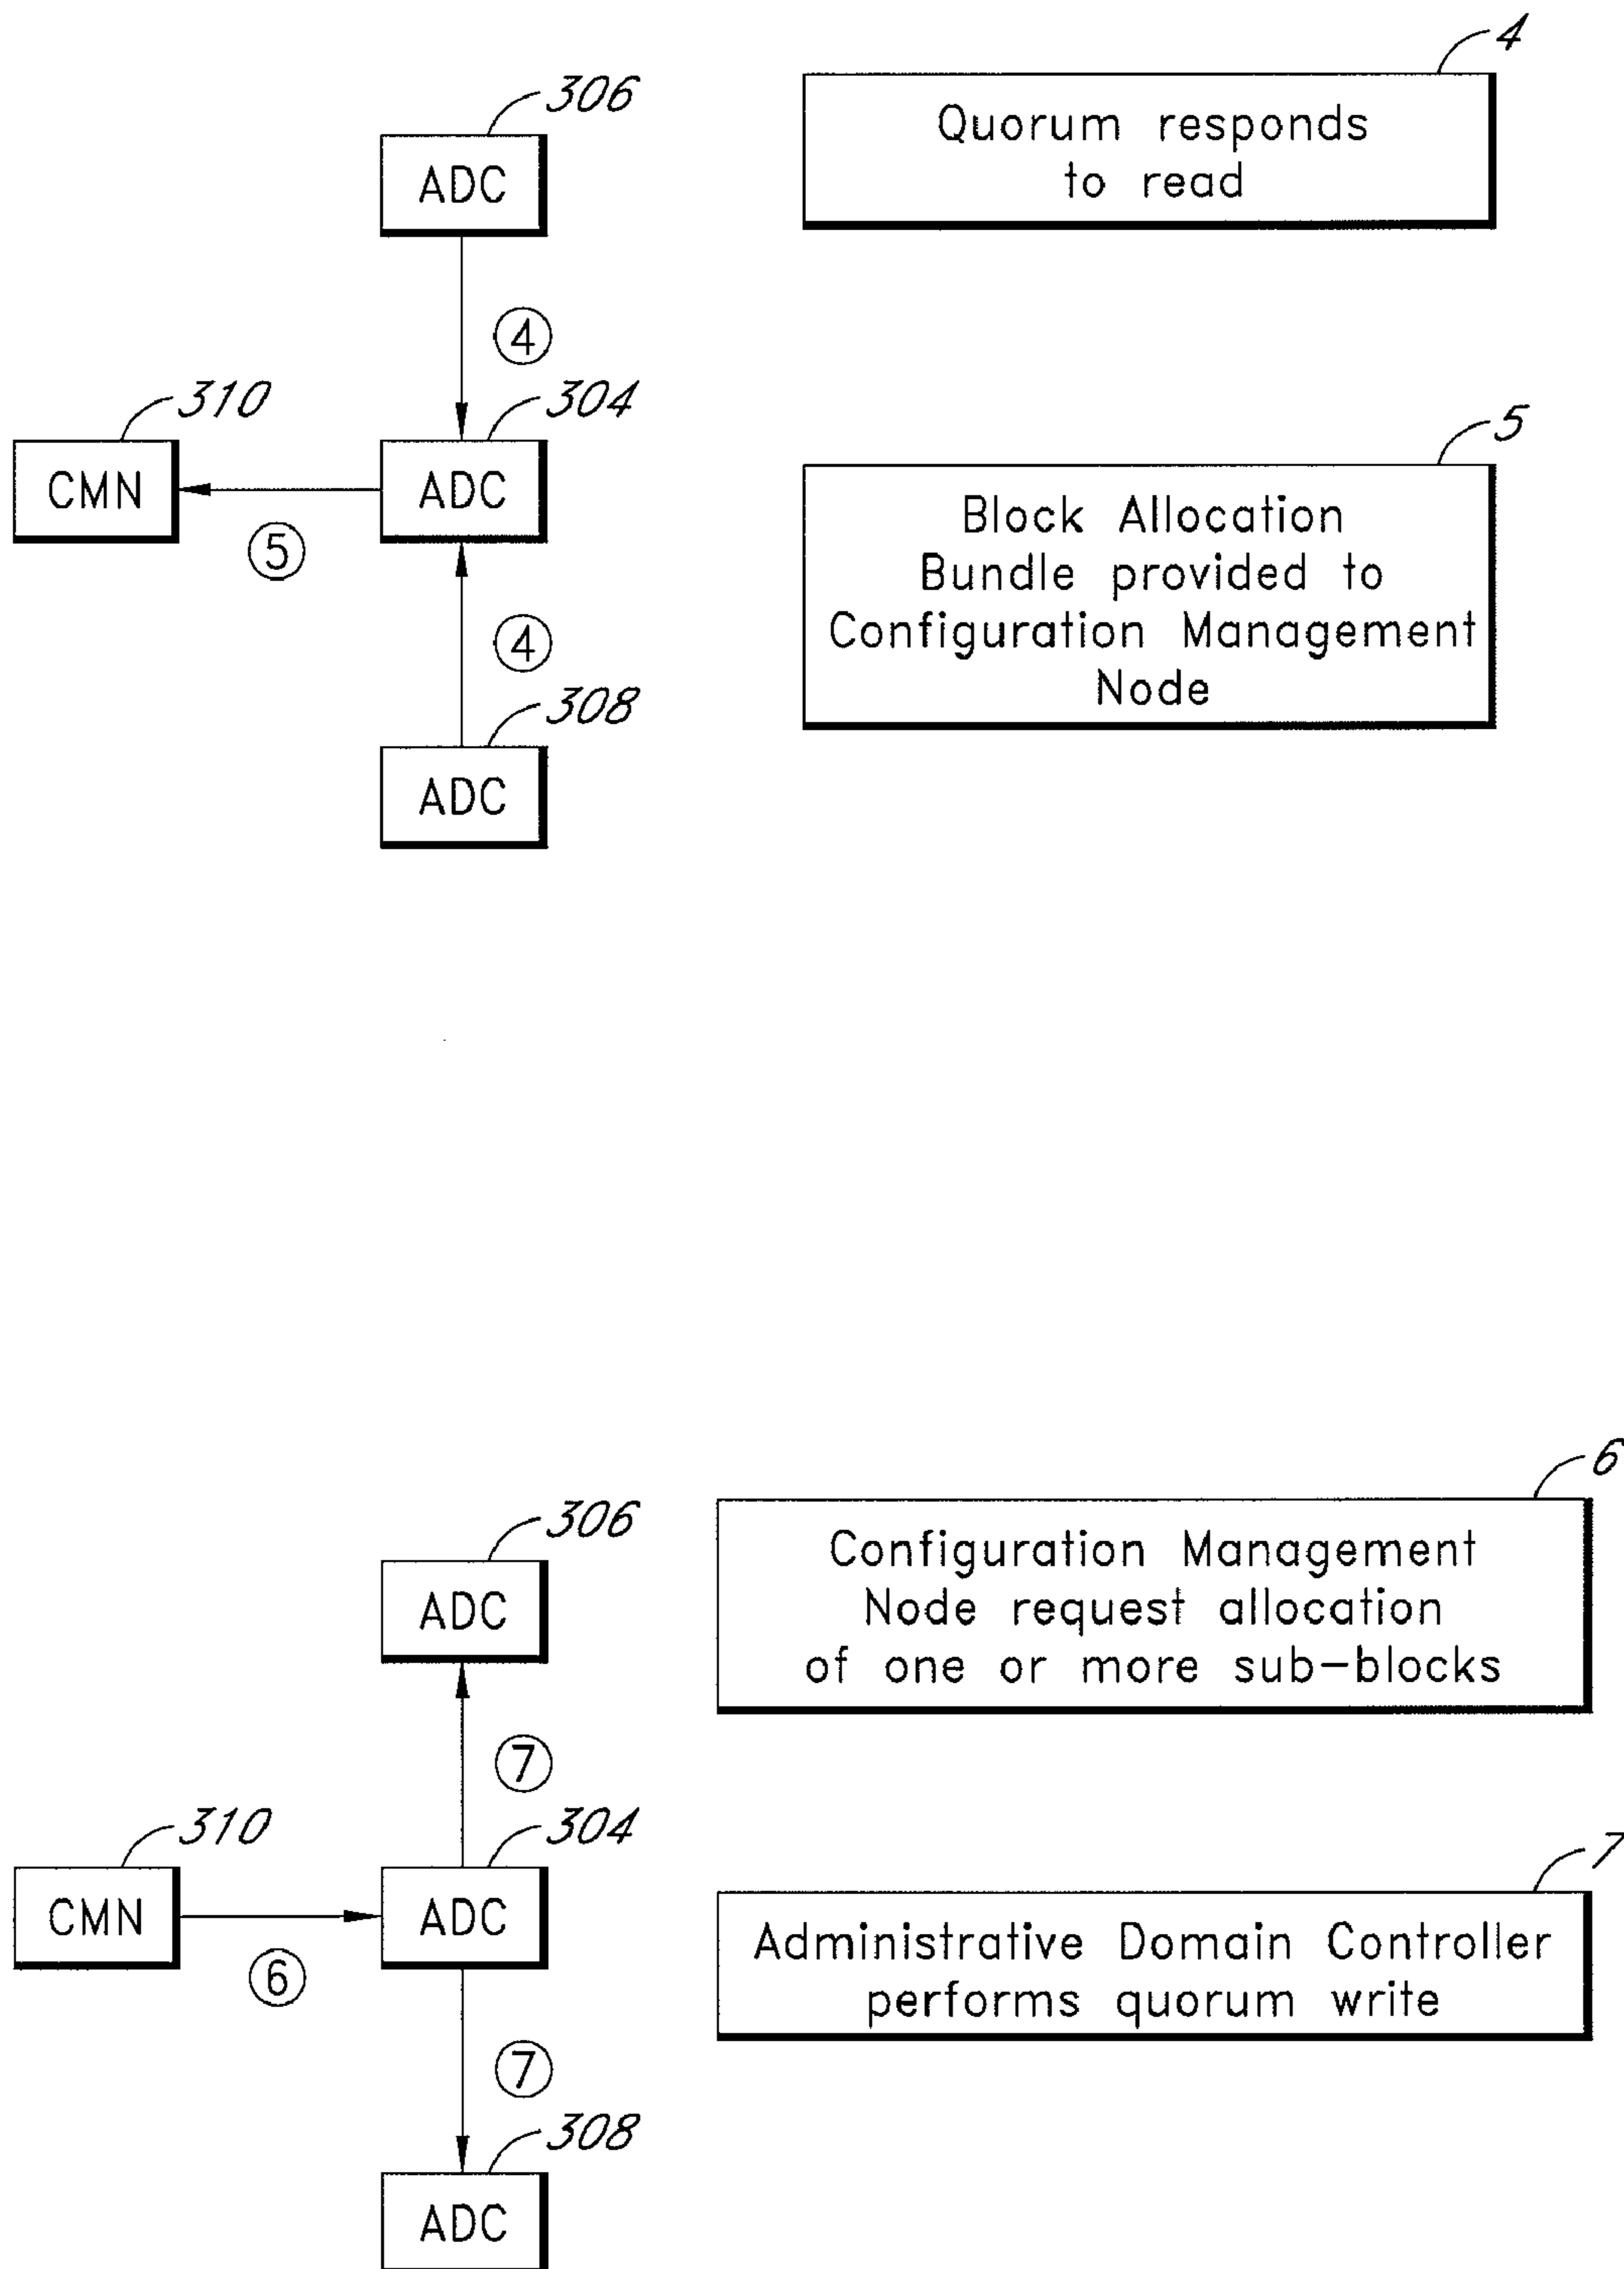 4
306
Quorum responds
to read
ADC
④
310
304
5
CMN
ADC
⑤
Block Allocation
Bundle provided to
Configuration Management
Node
④
308
ADC
6
306
Configuration Management
Node request allocation
of one or more sub-blocks
ADC
⑦
310
304
7
CMN
ADC
⑥
Administrative Domain Controller
performs quorum write
⑦
308
ADC